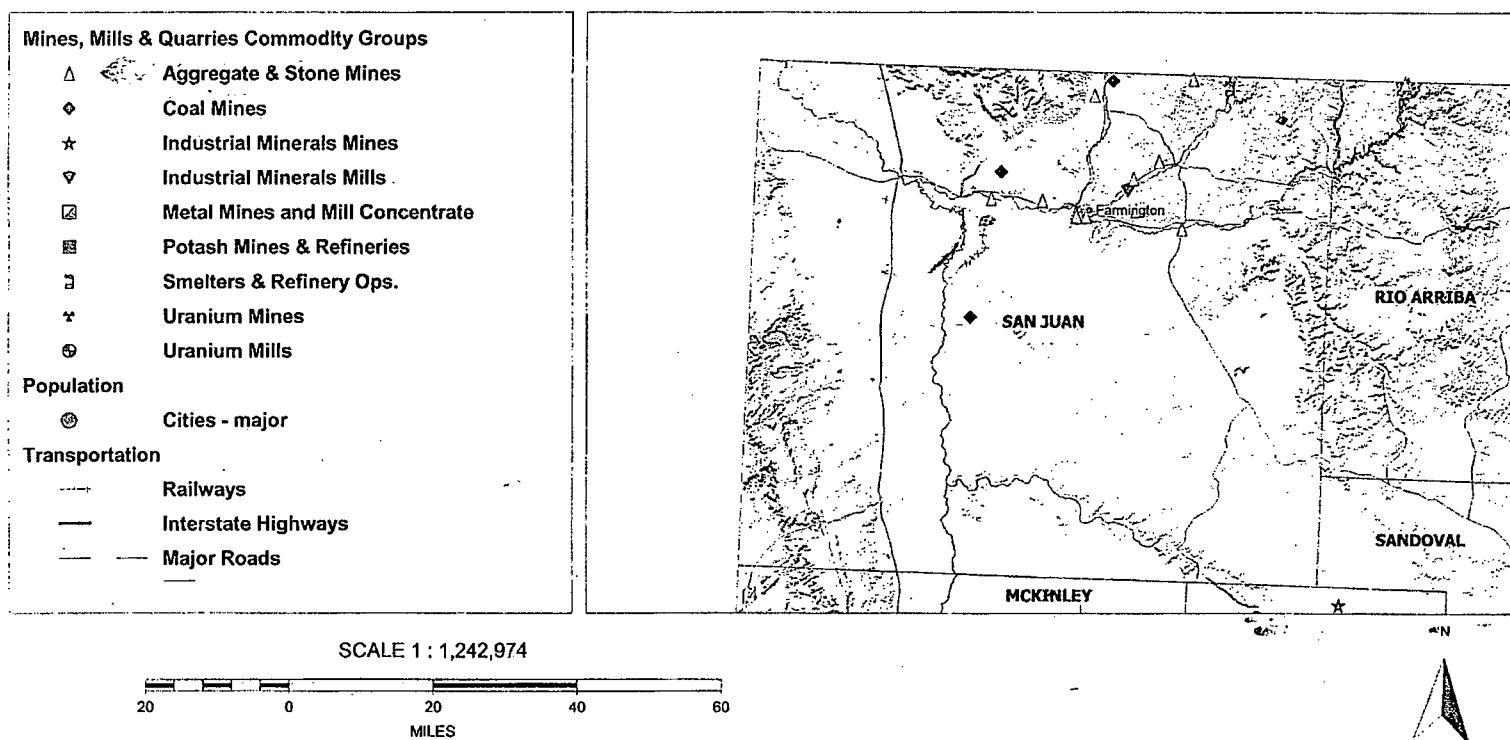 Mines, Mills & Quarries Commodity Groups
Aggregate & Stone Mines
Coal Mines
Industrial Minerals Mines
Industrial Minerals Mills
Metal Mines and Mill Concentrate
Potash Mines & Refineries
Smelters & Refinery Ops.
Uranium Mines
Uranium Mills
Population
Cities - major
Transportation
Railways
Interstate Highways
Major Roads
Farmington
RIO ARRIBA
SAN JUAN
SANDOVAL
MCKINLEY
N
SCALE 1 : 1,242,974
20 0 20 40 60
MILES